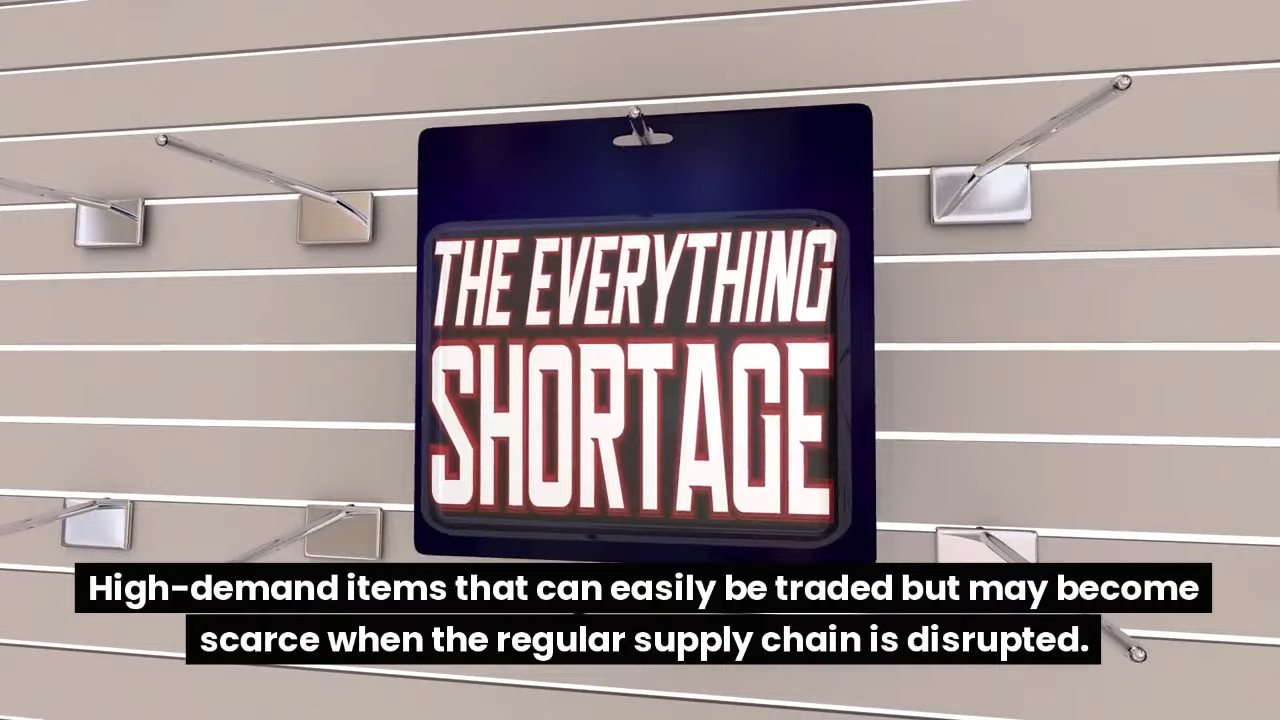 THE EVERYTHING
SHORTAGE
High-demand items that can easily be traded but may become
scarce when the regular supply chain is disrupted.